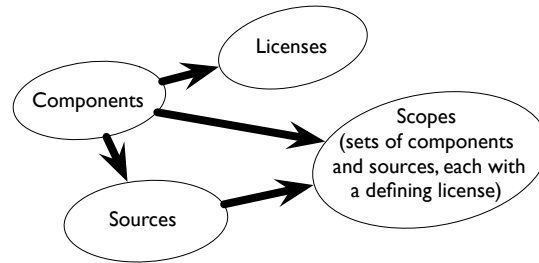 Licenses
Components
Scopes
(sets of components
and sources, each with
a defining license)
Sources